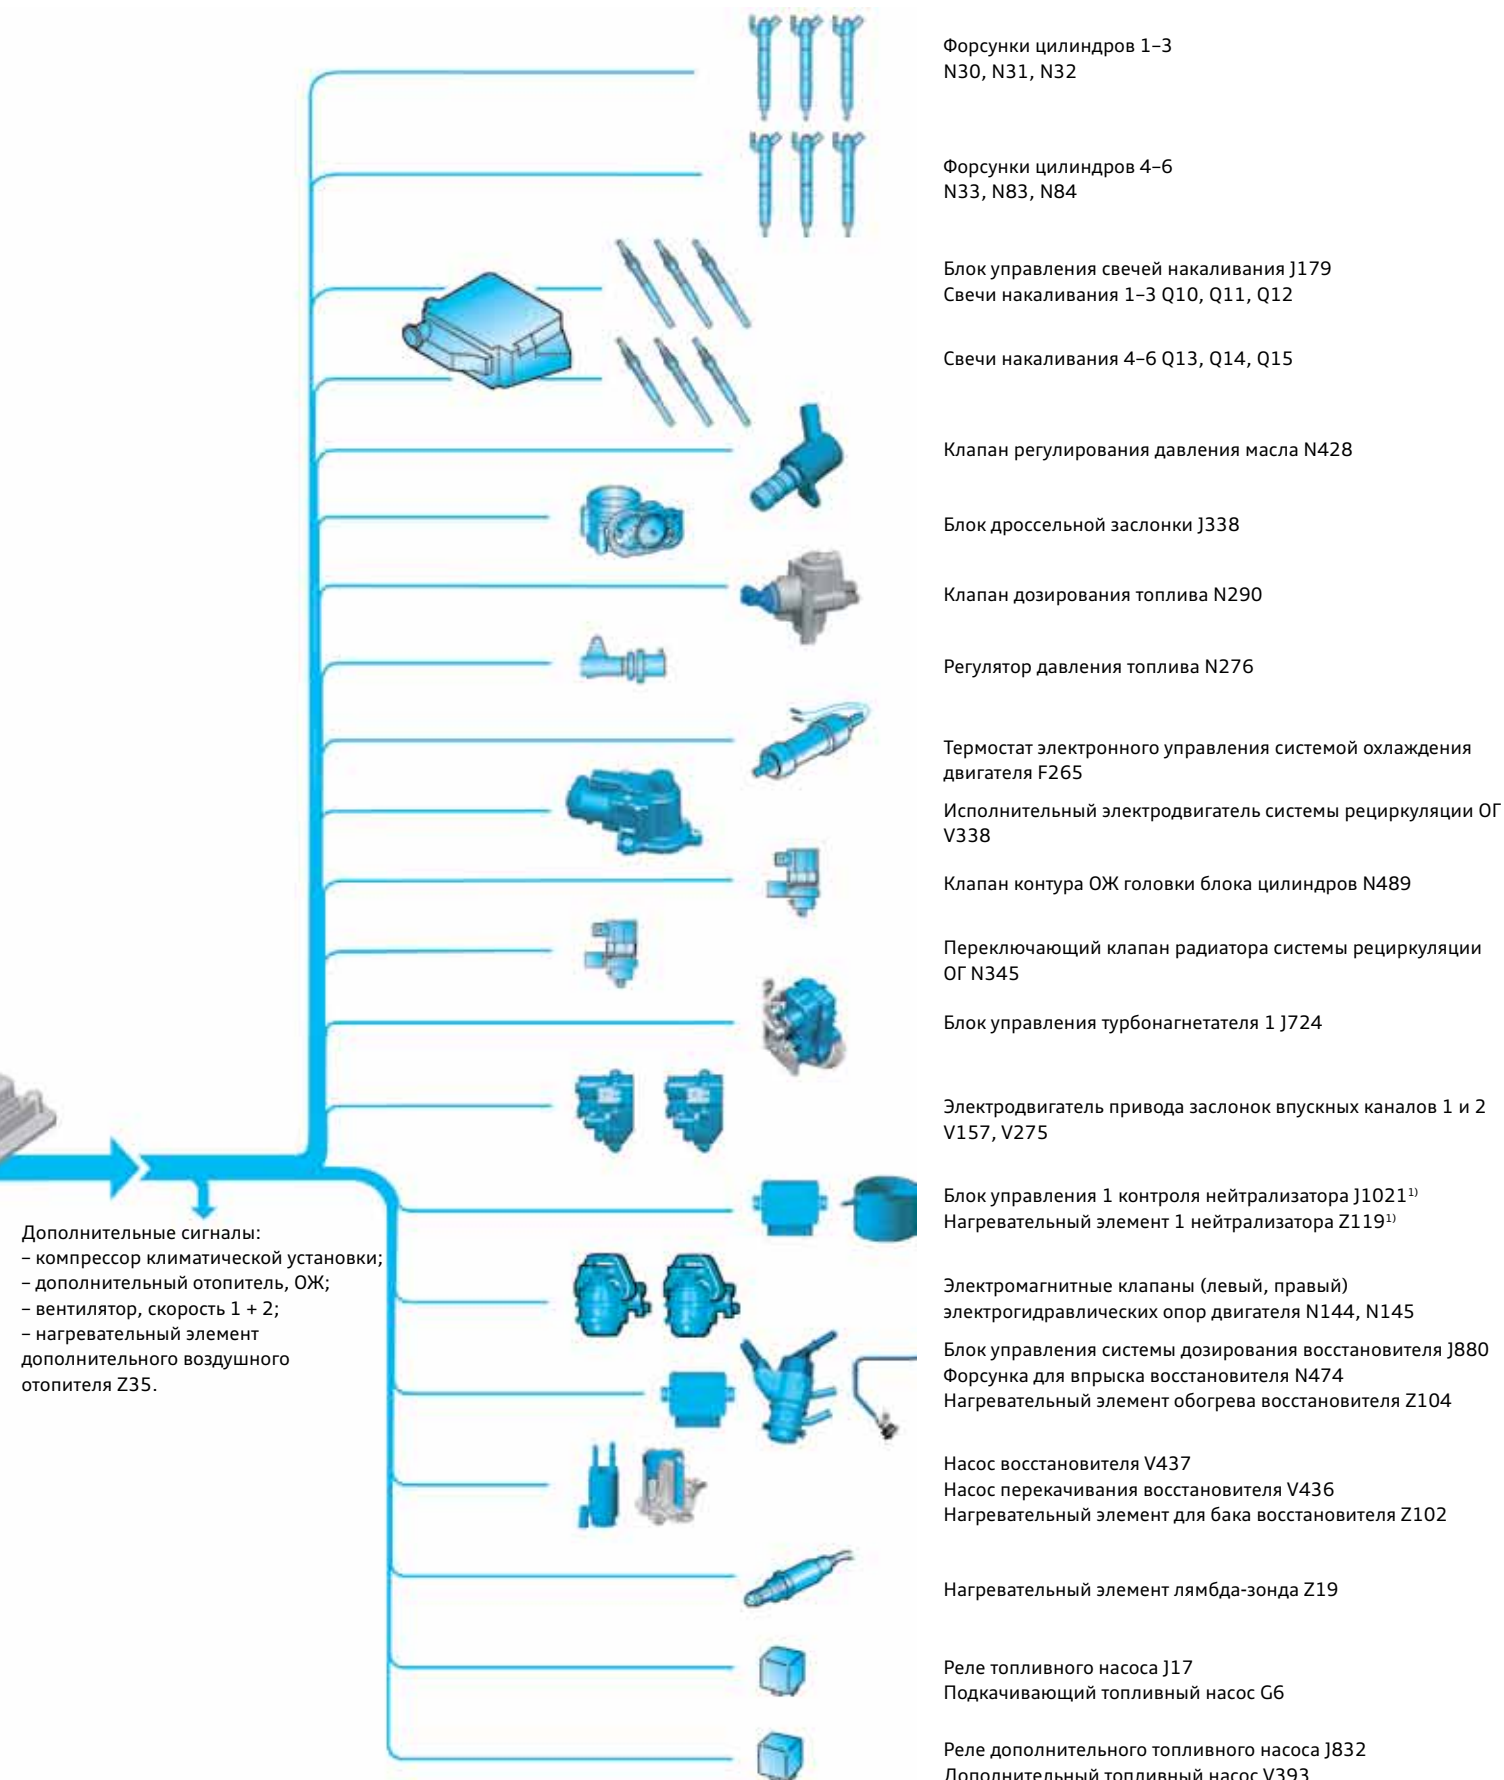 Форсунки цилиндров 1–3
N30, N31, N32
Форсунки цилиндров 4–6
N33, N83, N84
Блок управления свечей накаливания J179
Свечи накаливания 1–3 Q10, Q11, Q12
Свечи накаливания 4–6 Q13, Q14, Q15
Клапан регулирования давления масла N428
Блок дроссельной заслонки J338
Клапан дозирования топлива N290
Регулятор давления топлива N276
Термостат электронного управления системой охлаждения
двигателя F265
Исполнительный электродвигатель системы рециркуляции ОГ
V338
Клапан контура ОЖ головки блока цилиндров N489
Переключающий клапан радиатора системы рециркуляции
ОГ N345
Блок управления турбонагнетателя 1 J724
Электродвигатель привода заслонок впускных каналов 1 и 2
V157, V275
Блок управления 1 контроля нейтрализатора J1021¹⁾
Нагревательный элемент 1 нейтрализатора Z119¹⁾
Электромагнитные клапаны (левый, правый)
электрогидравлических опор двигателя N144, N145
Блок управления системы дозирования восстановителя J880
Форсунка для впрыска восстановителя N474
Нагревательный элемент обогрева восстановителя Z104
Насос восстановителя V437
Насос перекачивания восстановителя V436
Нагревательный элемент для бака восстановителя Z102
Нагревательный элемент лямбда-зонда Z19
Реле топливного насоса J17
Подкачивающий топливный насос G6
Реле дополнительного топливного насоса J832
Дополнительный топливный насос V393
Дополнительные сигналы:
– компрессор климатической установки;
– дополнительный отопитель, ОЖ;
– вентилятор, скорость 1 + 2;
– нагревательный элемент
дополнительного воздушного
отопителя Z35.